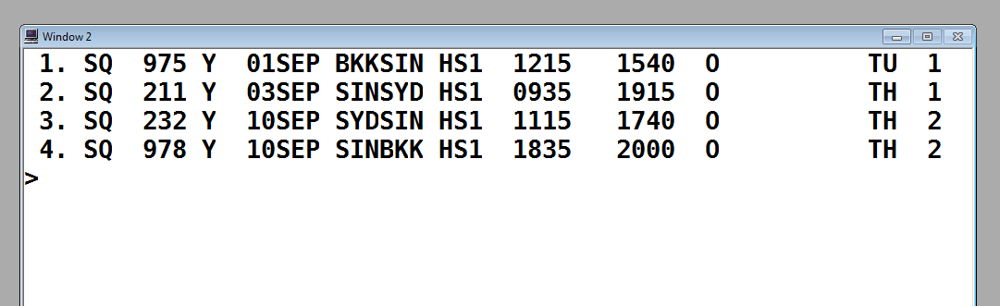 Window 2
1. SQ 975 Y 01SEP BKKSIN HS1 1215 1540 O TU 1
2. SQ 211 Y 03SEP SINSYD HS1 0935 1915 O TH 1
3. SQ 232 Y 10SEP SYDSIN HS1 1115 1740 O TH 2
4. SQ 978 Y 10SEP SINBKK HS1 1835 2000 O TH 2
>